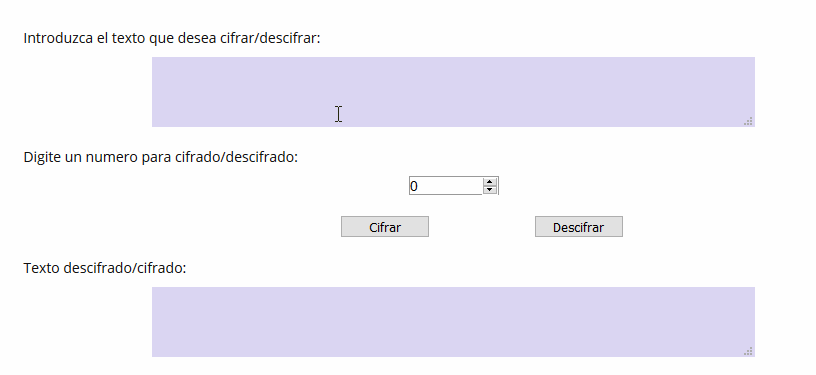 Introduzca el texto que desea cifrar/descifrar:
Digite un numero para cifrado/descifrado:
0
Cifrar Descifrar
Texto descifrado/cifrado: